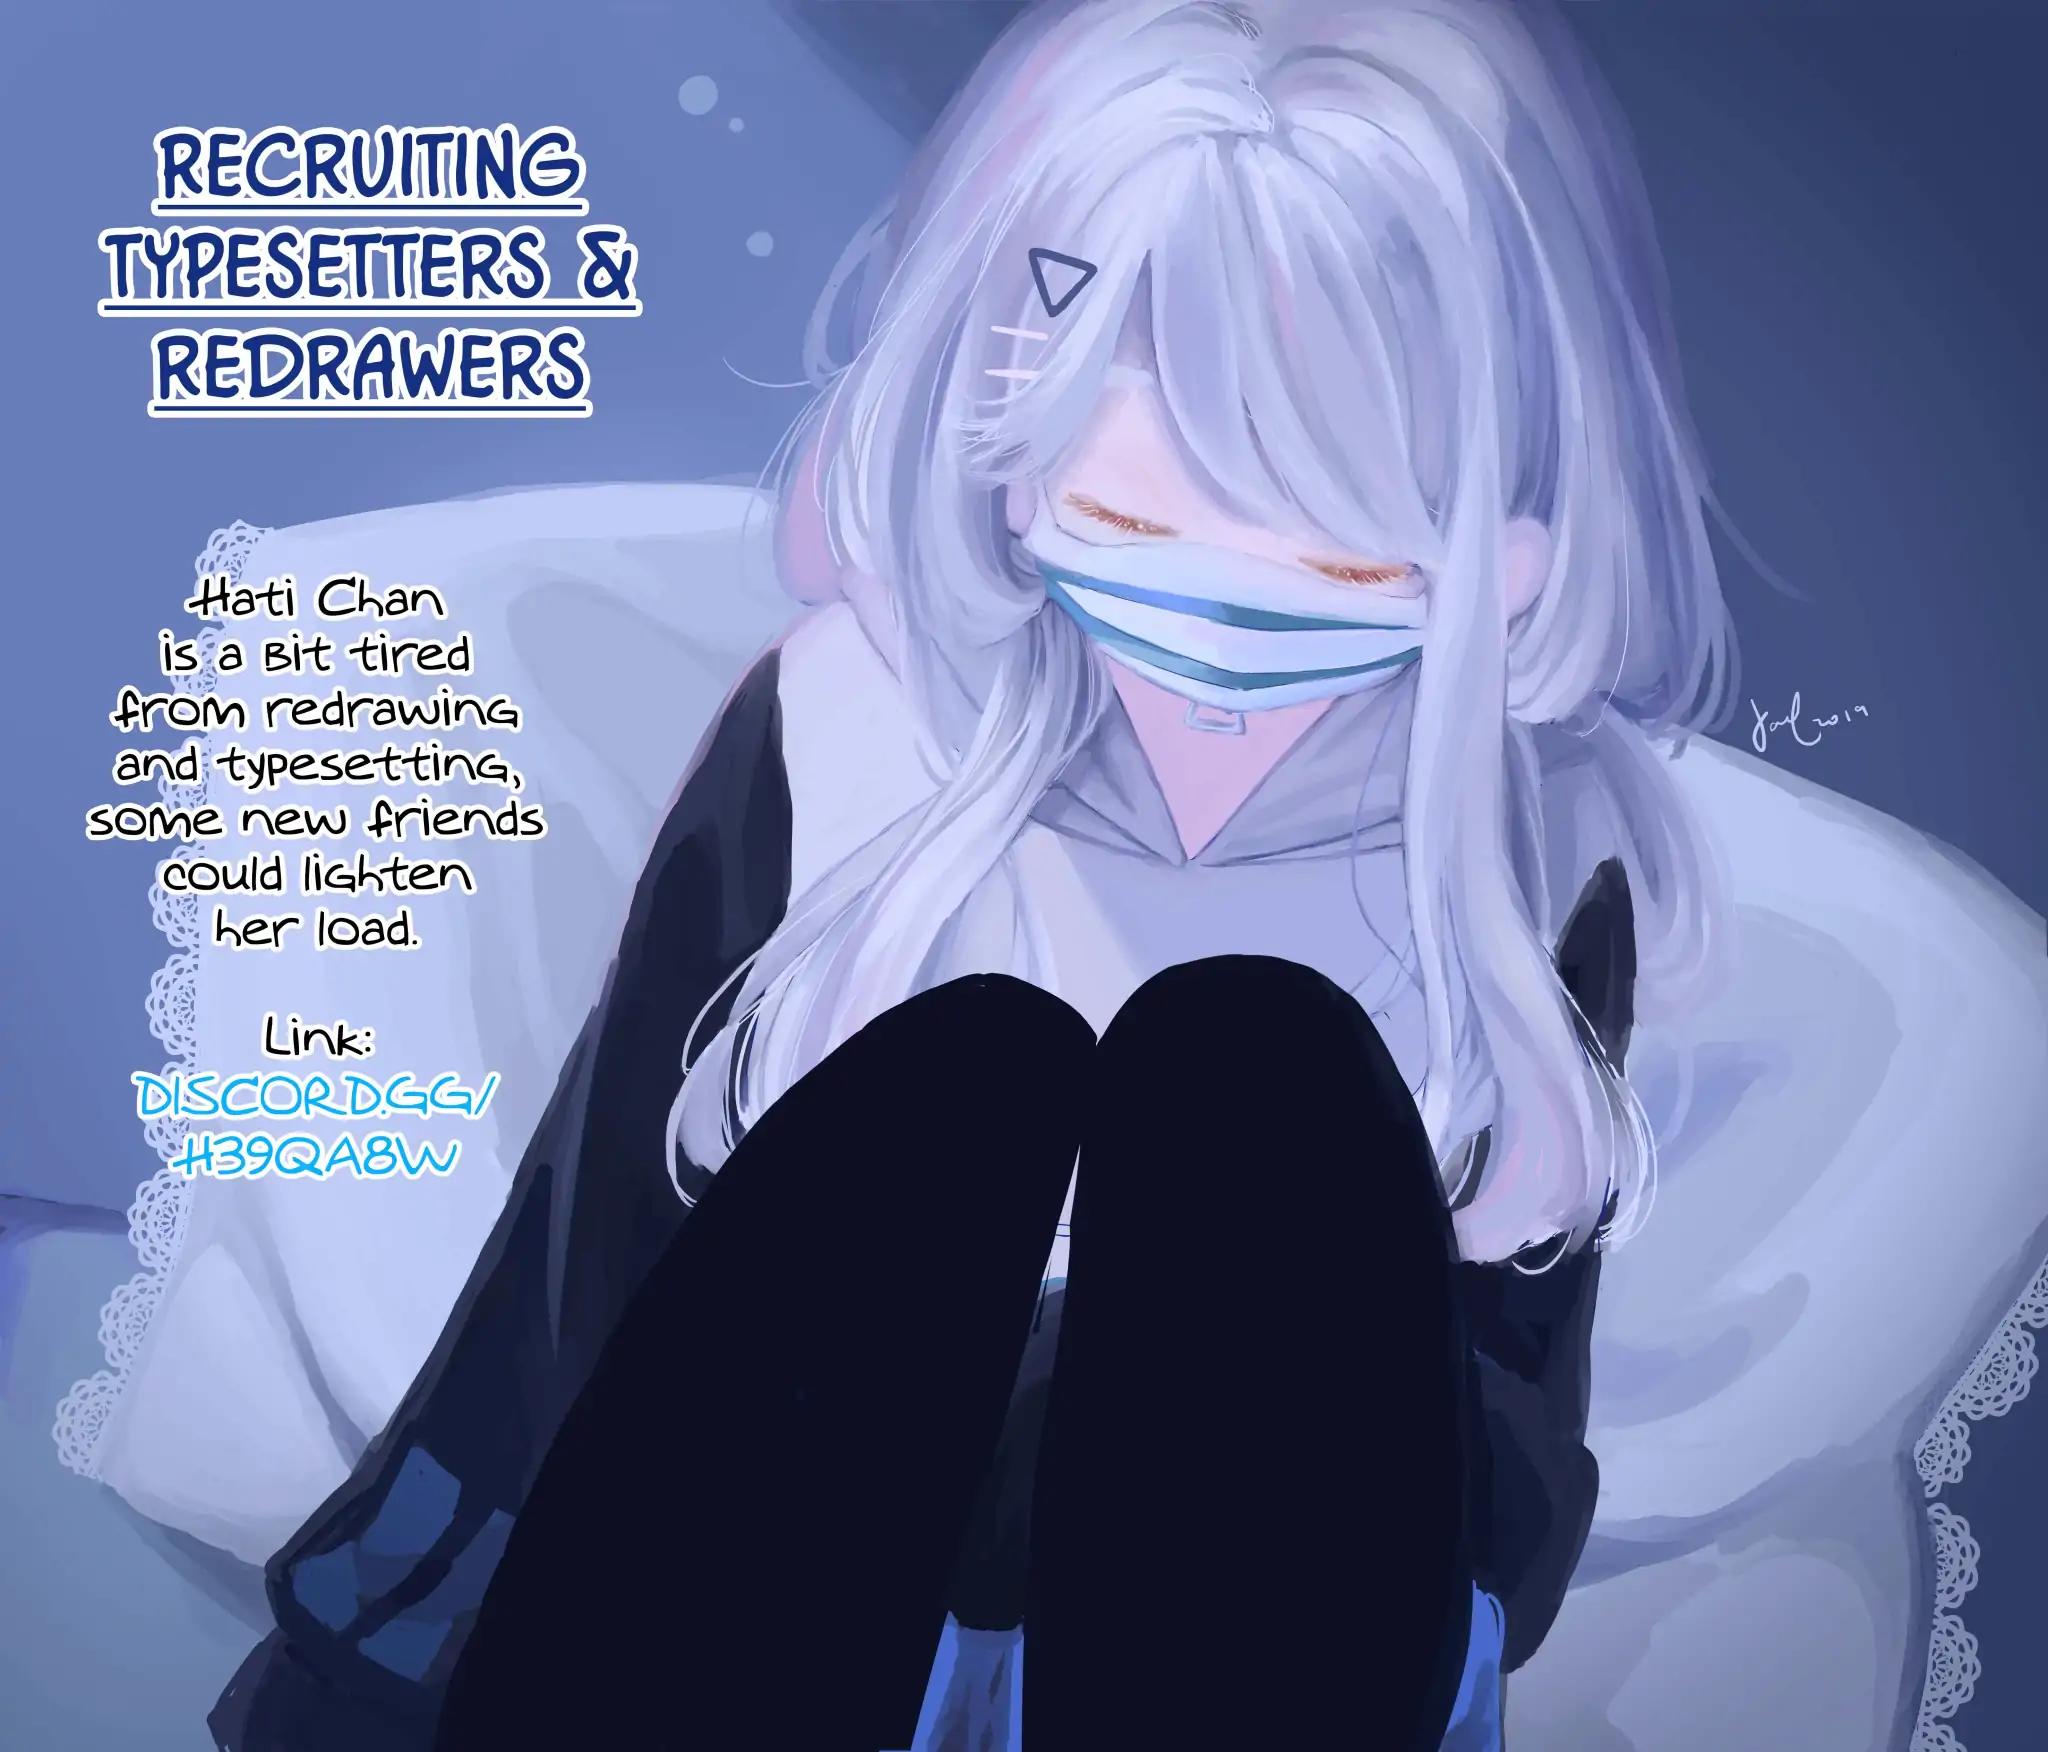 RECRUITING
TYPESETTERS &
REDRAWERS
Hati Chan
is a Bit tired
from redrawing
and typesetting,
some new friends
could lighten
her load.
Link:
DISCORD.GG/
H39QA8W
2019